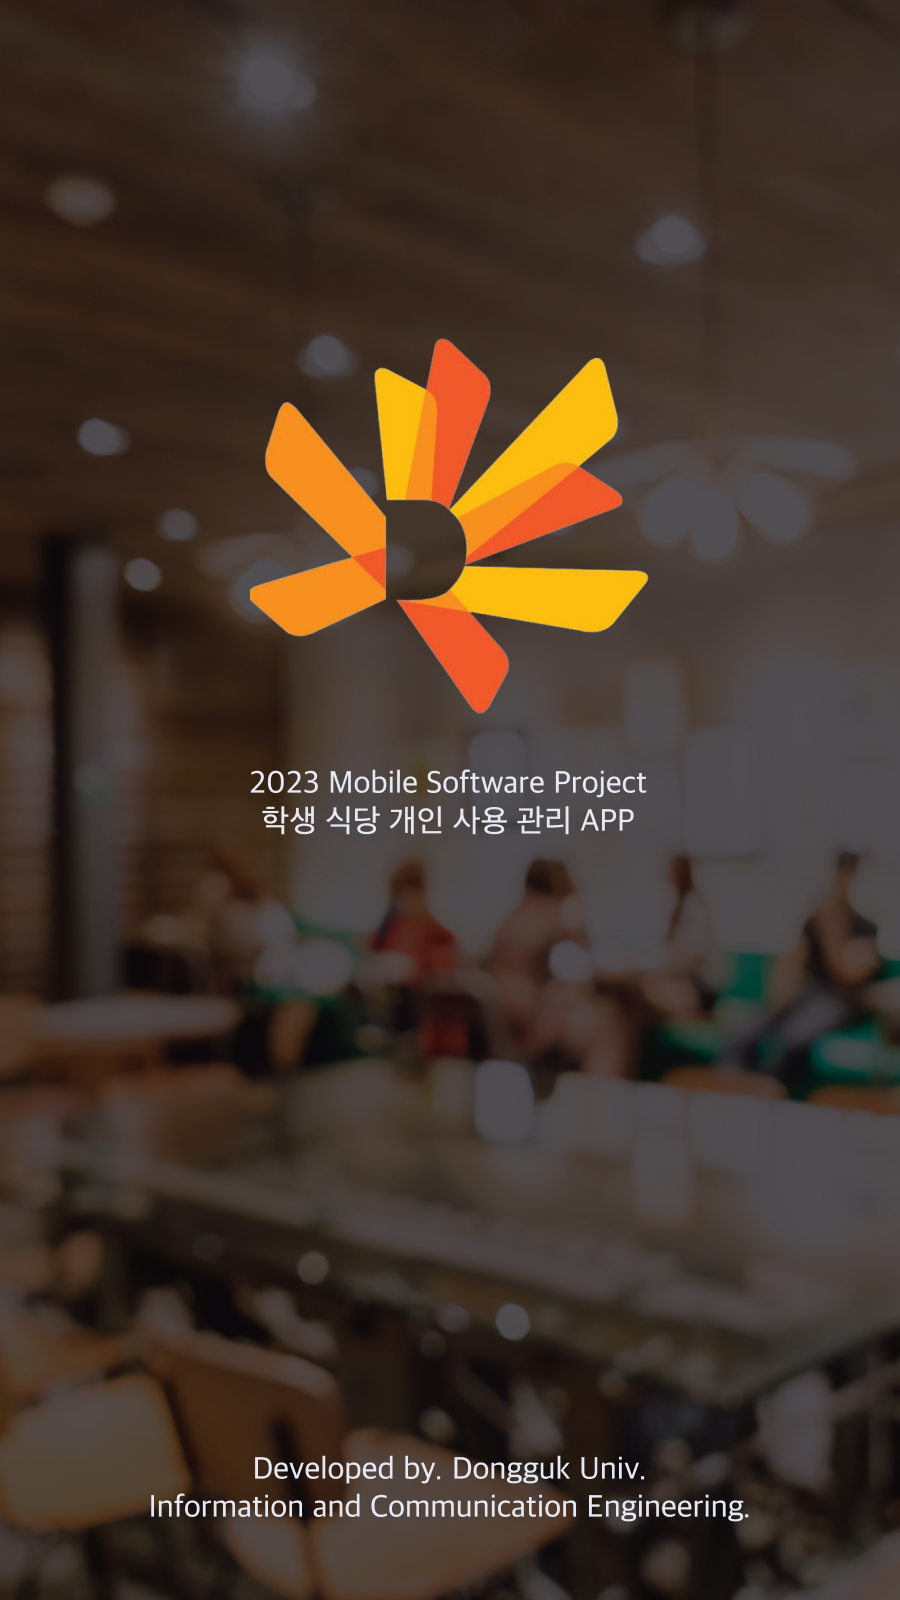 2023 Mobile Software Project
학생 식당 개인 사용 관리 APP
Developed by. Dongguk Univ.
Information and Communication Engineering.